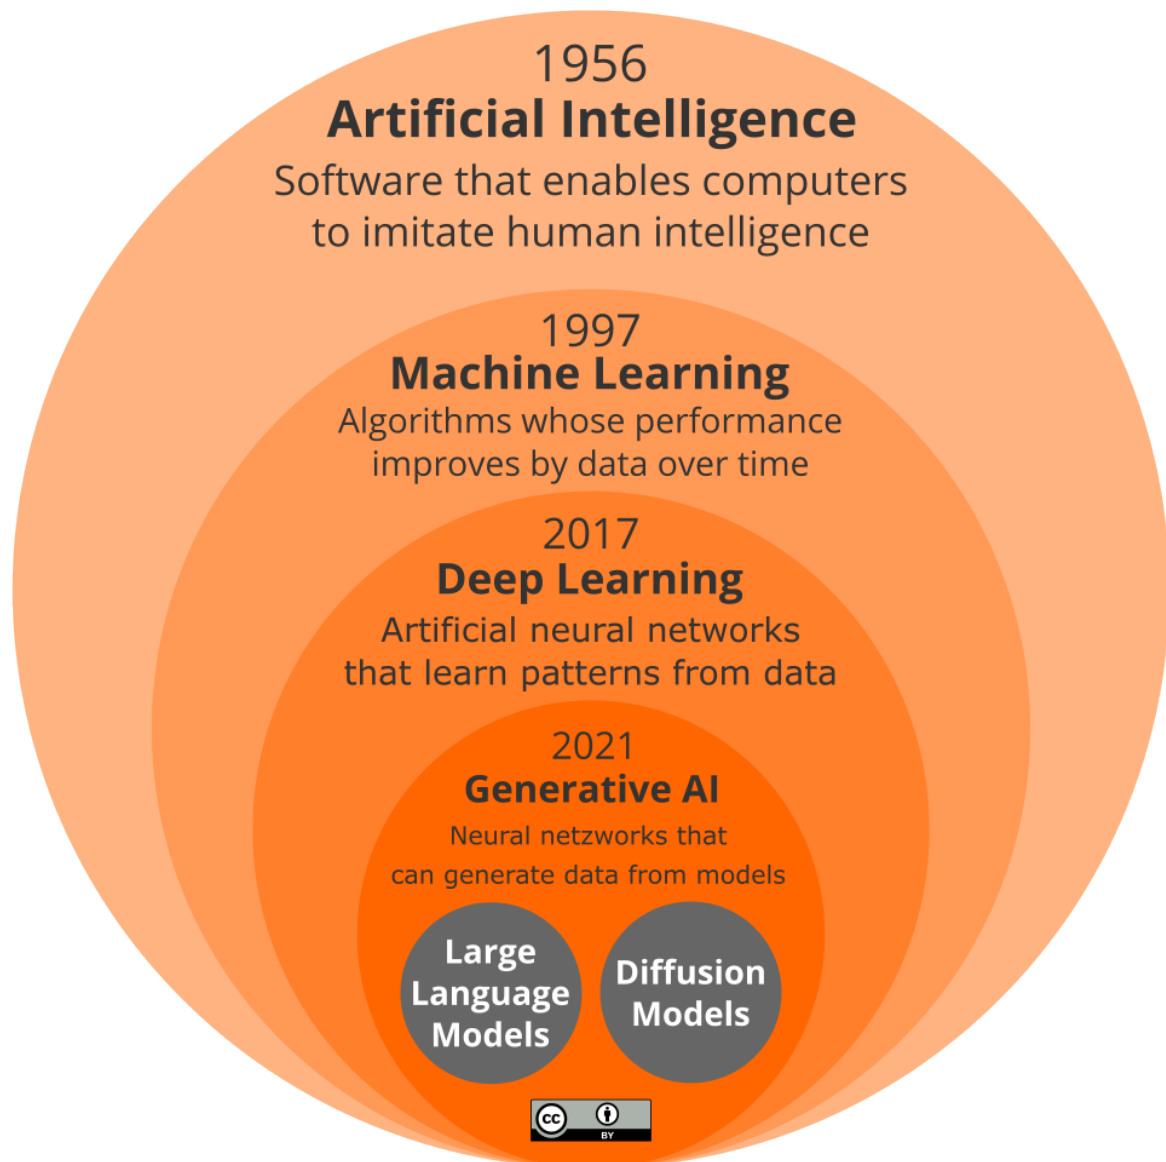 1956
Artificial Intelligence
Software that enables computers
to imitate human intelligence
1997
Machine Learning
Algorithms whose performance
improves by data over time
2017
Deep Learning
Artificial neural networks
that learn patterns from data
2021
Generative AI
Neural netzworks that
can generate data from models
Large
Language
Models
Diffusion
Models
cc
BY